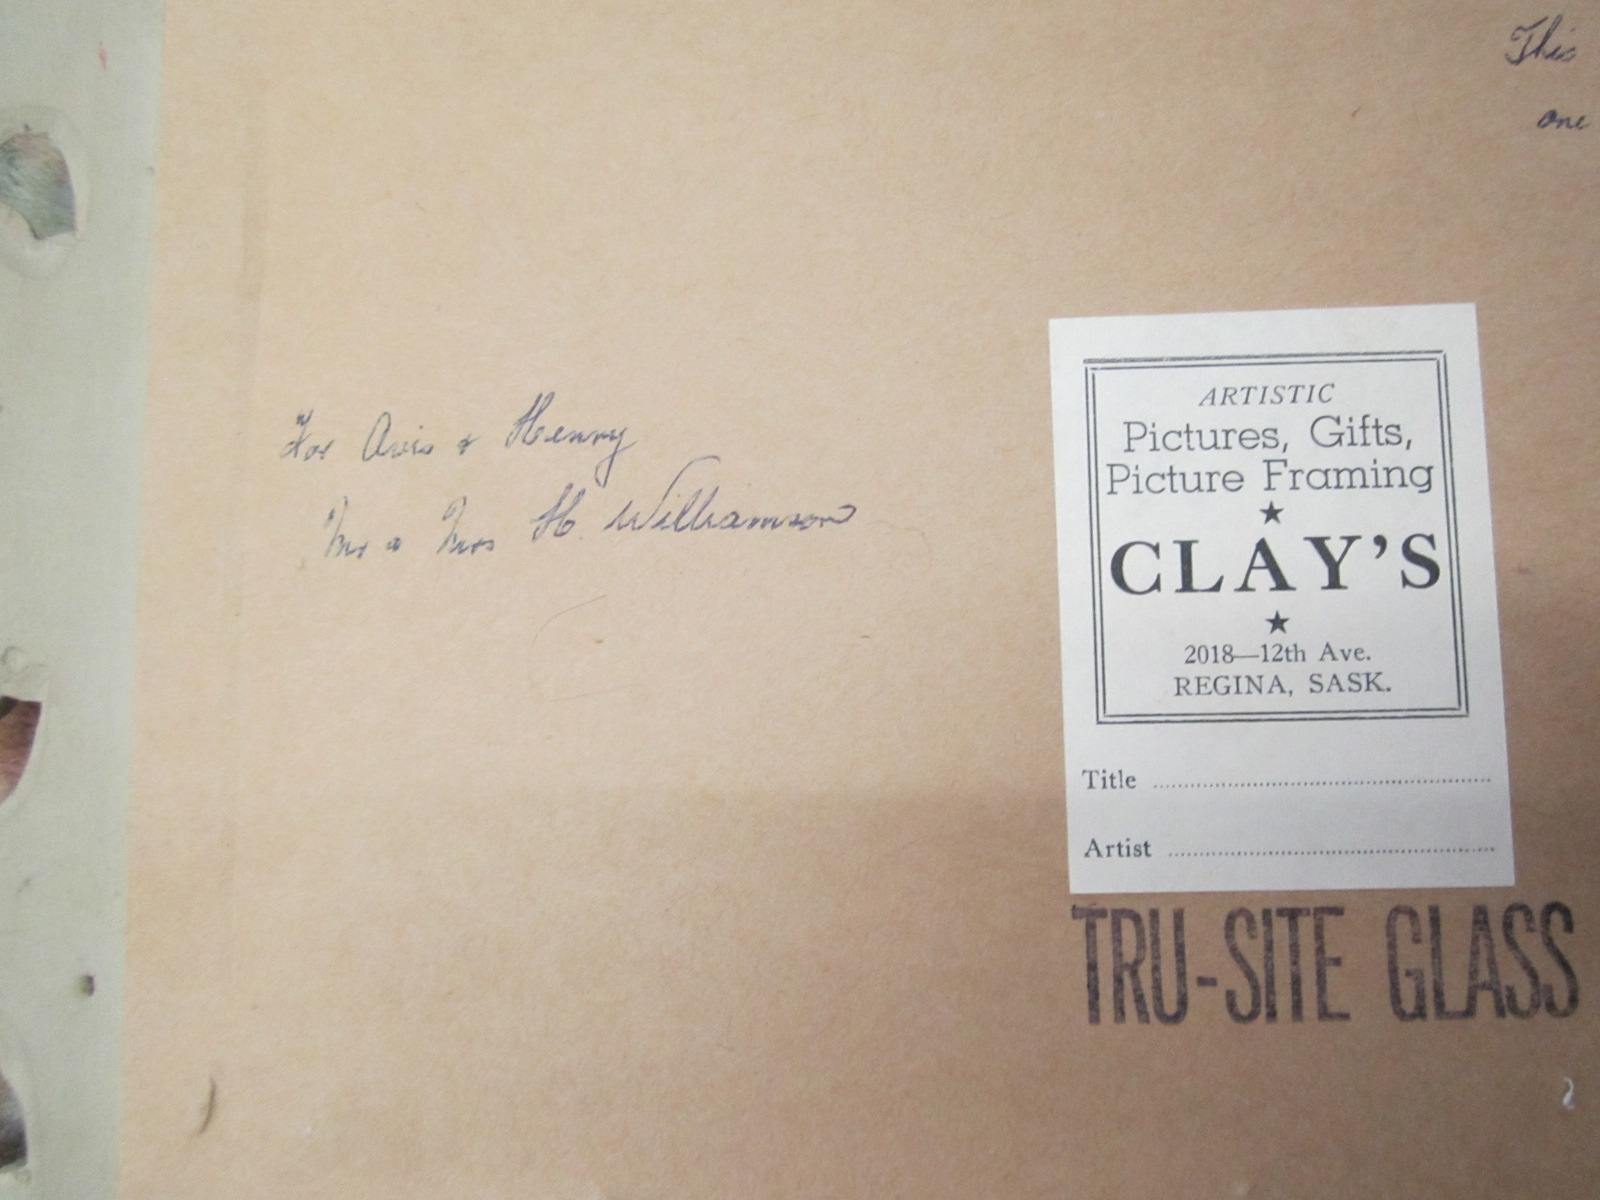 This
one
For Avis & Henry
Mr & Mrs H. Williamson
ARTISTIC
Pictures, Gifts,
Picture Framing
★
CLAY'S
★
2018—12th Ave.
REGINA, SASK.
Title
Artist
TRU-SITE GLASS